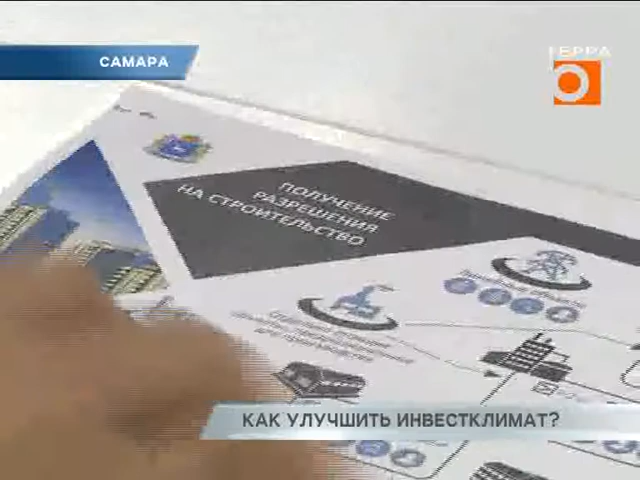 ТЕРРА
САМАРА
ПОЛУЧЕНИЕ
РАЗРЕШЕНИЯ
НА СТРОИТЕЛЬСТВО
КАК УЛУЧШИТЬ ИНВЕСТКЛИМАТ?